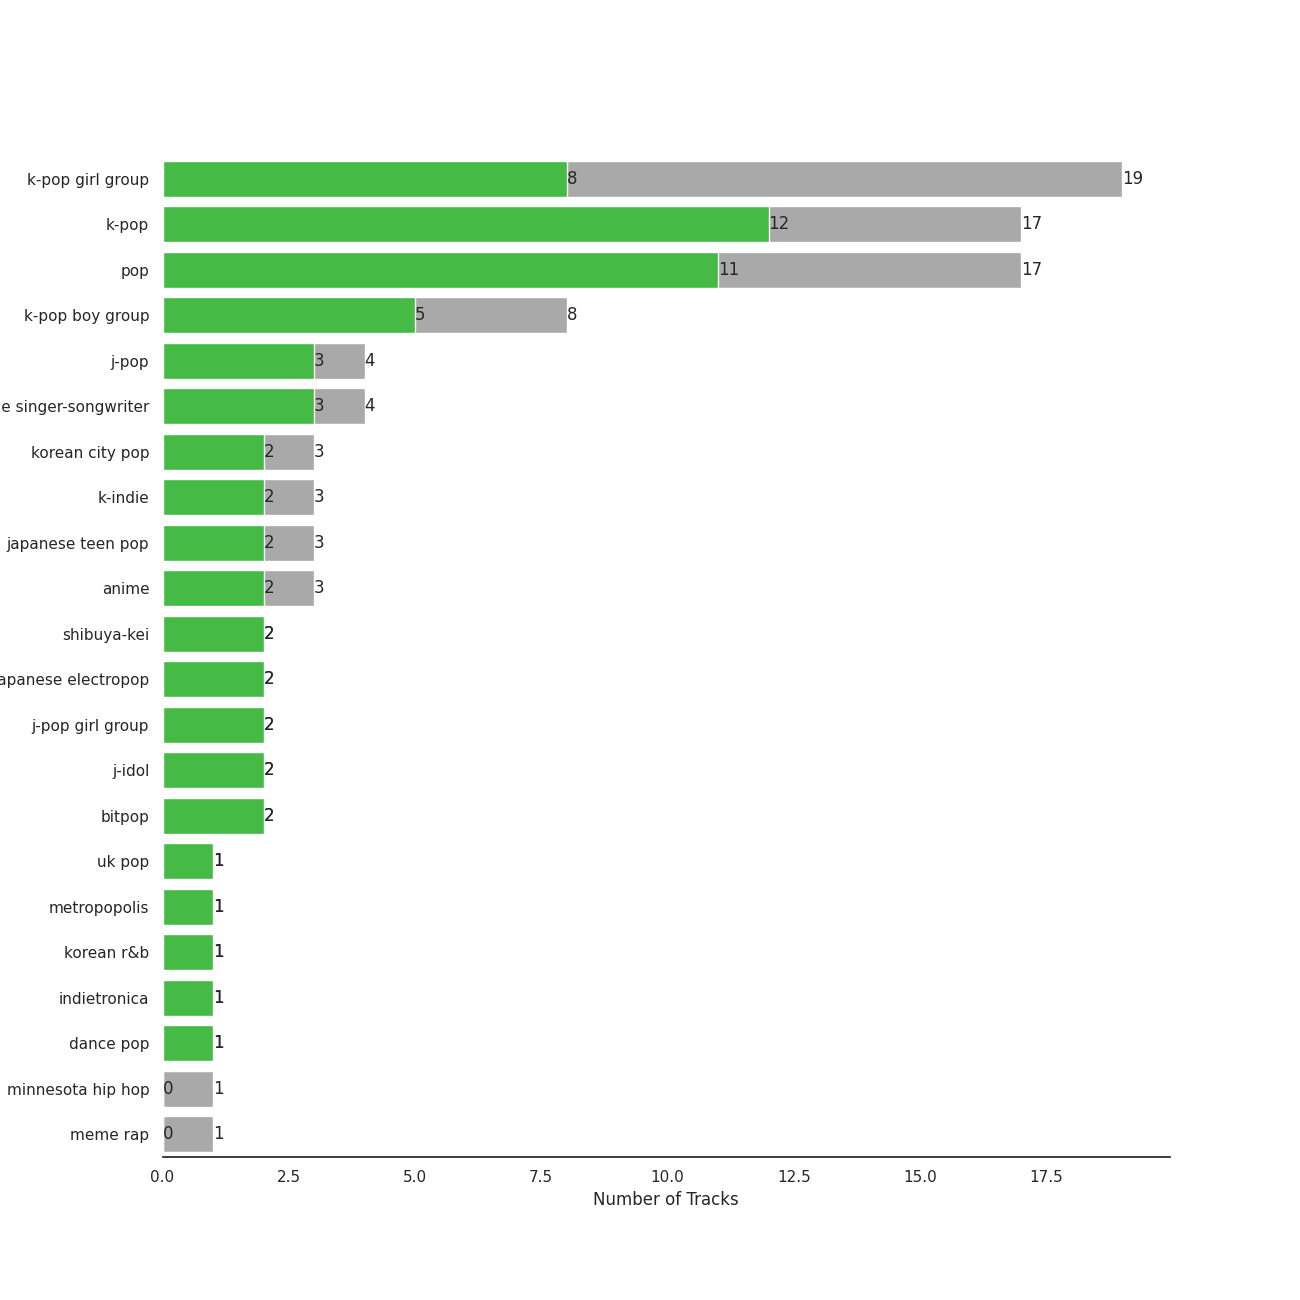 k-pop girl group 8 19
k-pop 12 17
pop 11 17
k-pop boy group 5 8
j-pop 3 4
e singer-songwriter 3 4
korean city pop 2 3
k-indie 2 3
japanese teen pop 2 3
anime 2 3
shibuya-kei 2
apanese electropop 2
j-pop girl group 2
j-idol 2
bitpop 2
uk pop 1
metropopolis 1
korean r&b 1
indietronica 1
dance pop 1
minnesota hip hop 0 1
meme rap 0 1
0.0 2.5 5.0 7.5 10.0 12.5 15.0 17.5
Number of Tracks